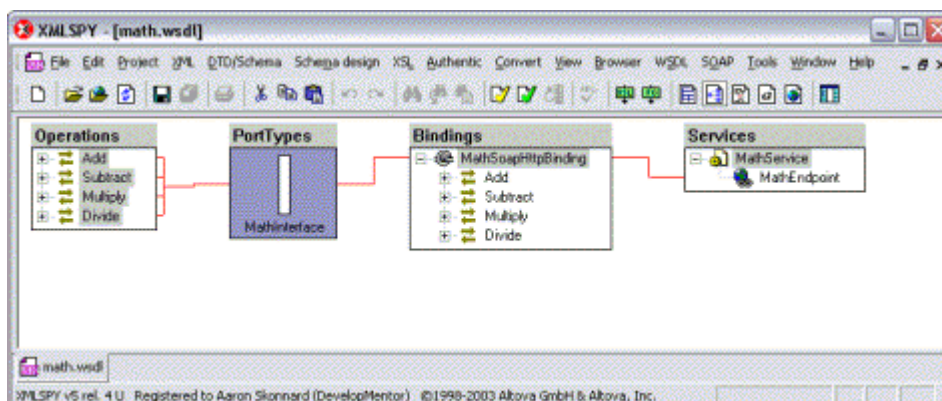 XMLSPY - [math.wsdl]
File Edit Project XML DTD/Schema Schema design XSL Authentic Convert View Browser WSDL SOAP Tools Window Help
Operations
Add
Subtract
Multiply
Divide
PortTypes
MathInterface
Bindings
MathSoapHttpBinding
Add
Subtract
Multiply
Divide
Services
MathService
MathEndpoint
math.wsdl
XMLSPY v5 rel. 4 U Registered to Aaron Skonnard (DevelopMentor) ©1998-2003 Altova GmbH & Altova, Inc.